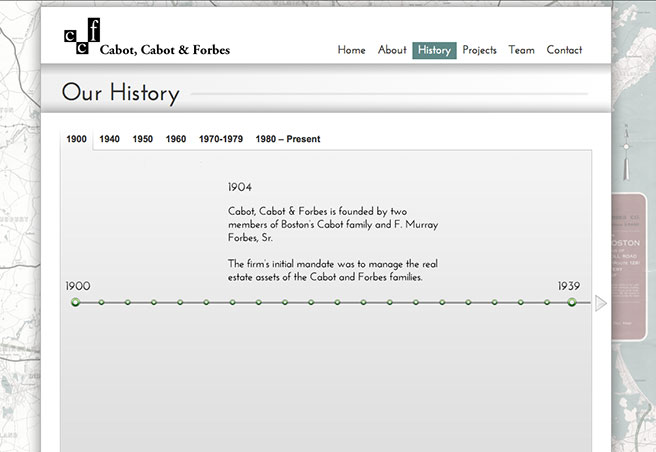 c c f
Cabot, Cabot & Forbes
Home About History Projects Team Contact
Our History
1900 1940 1950 1960 1970-1979 1980 – Present
1904
Cabot, Cabot & Forbes is founded by two
members of Boston's Cabot family and F. Murray
Forbes, Sr.
The firm's initial mandate was to manage the real
estate assets of the Cabot and Forbes families.
1900 1939
BOSTON
ROAD